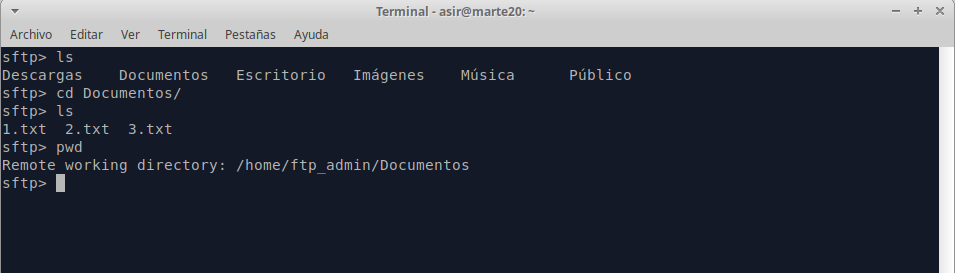 Terminal - asir@marte20: ~
Archivo Editar Ver Terminal Pestañas Ayuda
sftp> ls
Descargas    Documentos   Escritorio   Imágenes    Música      Público
sftp> cd Documentos/
sftp> ls
1.txt  2.txt  3.txt
sftp> pwd
Remote working directory: /home/ftp_admin/Documentos
sftp>